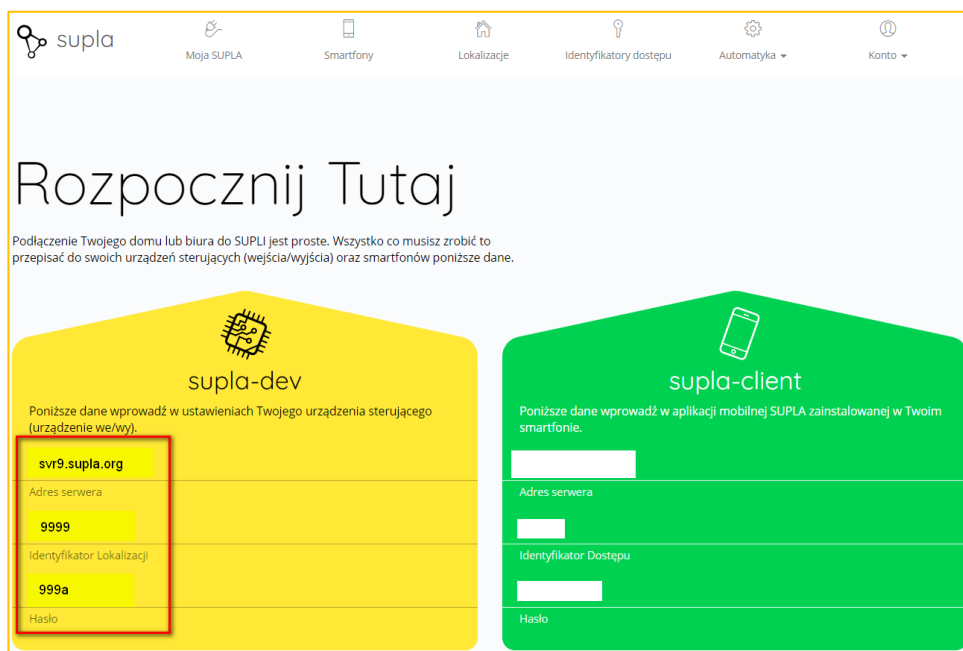 supla
Moja SUPLA
Smartfony
Lokalizacje
Identyfikatory dostępu
Automatyka
Konto
Rozpocznij Tutaj
Podłączenie Twojego domu lub biura do SUPLI jest proste. Wszystko co musisz zrobić to
przepisać do swoich urządzeń sterujących (wejścia/wyjścia) oraz smartfonów poniższe dane.
supla-dev
Poniższe dane wprowadź w ustawieniach Twojego urządzenia sterującego
(urządzenie we/wy).
svr9.supla.org
Adres serwera
9999
Identyfikator Lokalizacji
999a
Hasło
supla-client
Poniższe dane wprowadź w aplikacji mobilnej SUPLA zainstalowanej w Twoim
smartfonie.
Adres serwera
Identyfikator Dostępu
Hasło